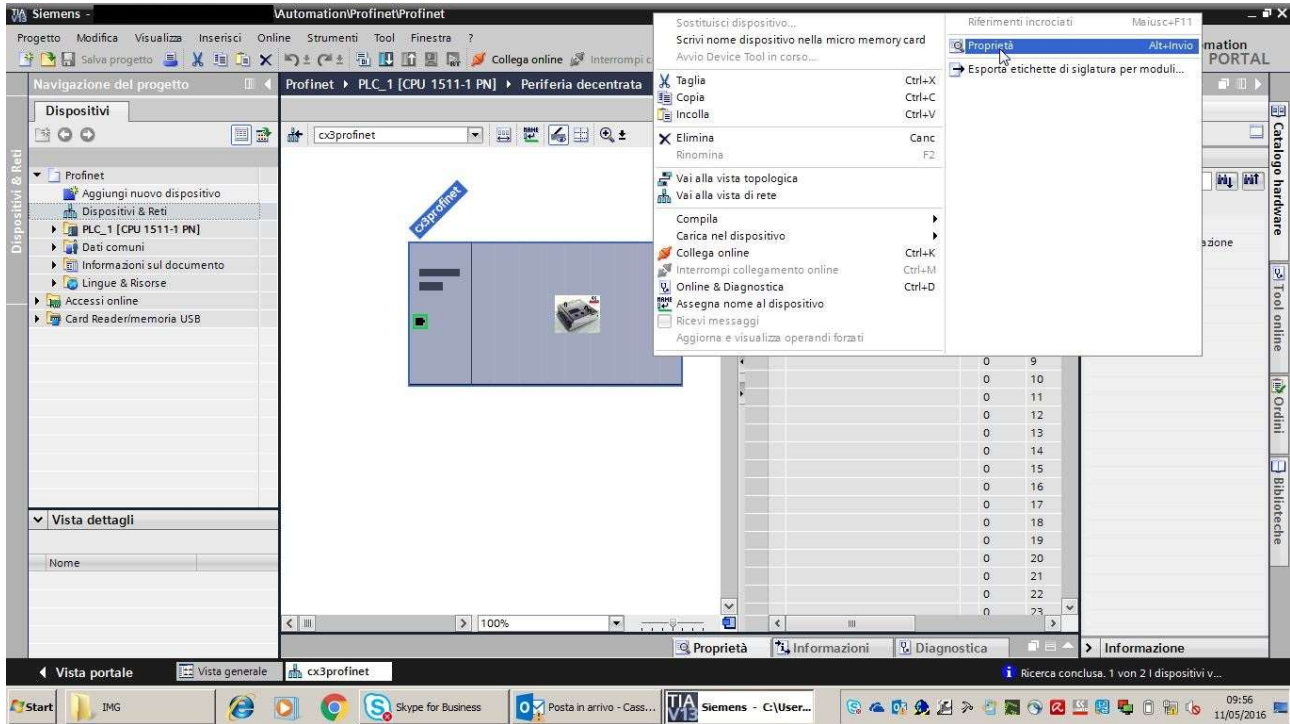 Siemens -
\Automation\Profinet\Profinet
Progetto Modifica Visualizza Inserisci Online Strumenti Tool Finestra ?
Salva progetto
Collega online
Interrompi c
mation
PORTAL
Navigazione del progetto
Profinet PLC_1 [CPU 1511-1 PN] Periferia decentrata
Dispositivi
cx3profinet
Profinet
Aggiungi nuovo dispositivo
Dispositivi & Reti
PLC_1 [CPU 1511-1 PN]
Dati comuni
Informazioni sul documento
Lingue & Risorse
Accessi online
Card Reader/memoria USB
Dispositivi & Reti
cx3profinet
Sostituisci dispositivo...
Scrivi nome dispositivo nella micro memory card
Avvio Device Tool in corso...
Taglia Ctrl+X
Copia Ctrl+C
Incolla Ctrl+V
Elimina Canc
Rinomina F2
Vai alla vista topologica
Vai alla vista di rete
Compila
Carica nel dispositivo
Collega online Ctrl+K
Interrompi collegamento online Ctrl+M
Online & Diagnostica Ctrl+D
Assegna nome al dispositivo
Ricevi messaggi
Aggiorna e visualizza operandi forzati
Riferimenti incrociati Maiusc+F11
Proprietà Alt+Invio
Esporta etichette di siglatura per moduli...
azione
0 9
0 10
0 11
0 12
0 13
0 14
0 15
0 16
0 17
0 18
0 19
0 20
0 21
0 22
0 23
Catalogo hardware
Tool online
Ordini
Biblioteche
Vista dettagli
Nome
100%
Proprietà
Informazioni
Diagnostica
Informazione
Vista portale
Vista generale
cx3profinet
Ricerca conclusa. 1 von 2 I dispositivi v...
Start
IMG
Skype for Business
Posta in arrivo - Cass...
TIA V13
Siemens - C:\User...
09:56
11/05/2016